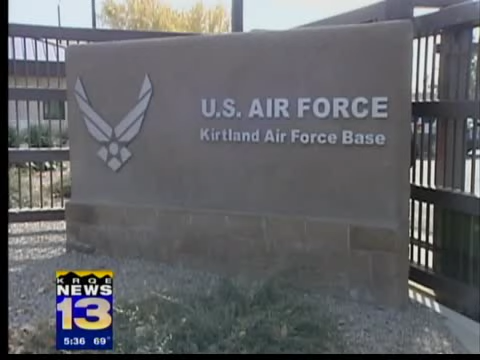 U.S. AIR FORCE
Kirtland Air Force Base
KRQE
NEWS
13
5:36 69°